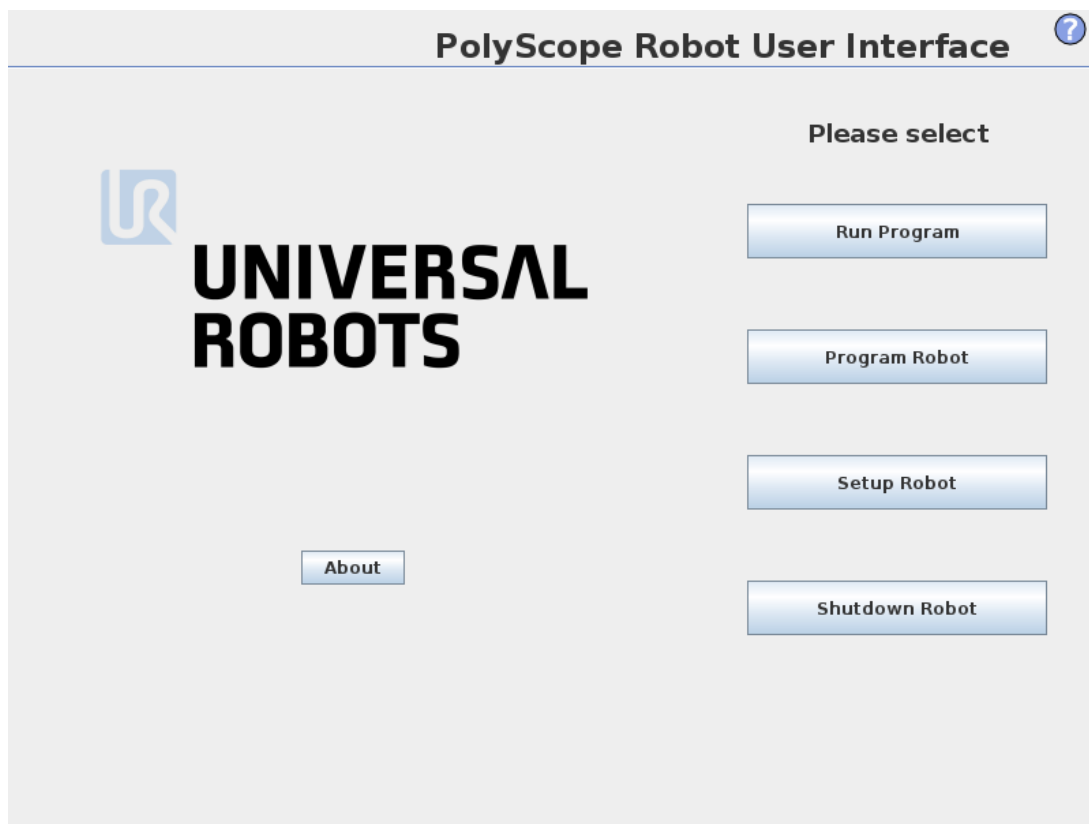 PolyScope Robot User Interface
?
Please select
UR
UNIVERSAL
ROBOTS
Run Program
Program Robot
Setup Robot
About
Shutdown Robot